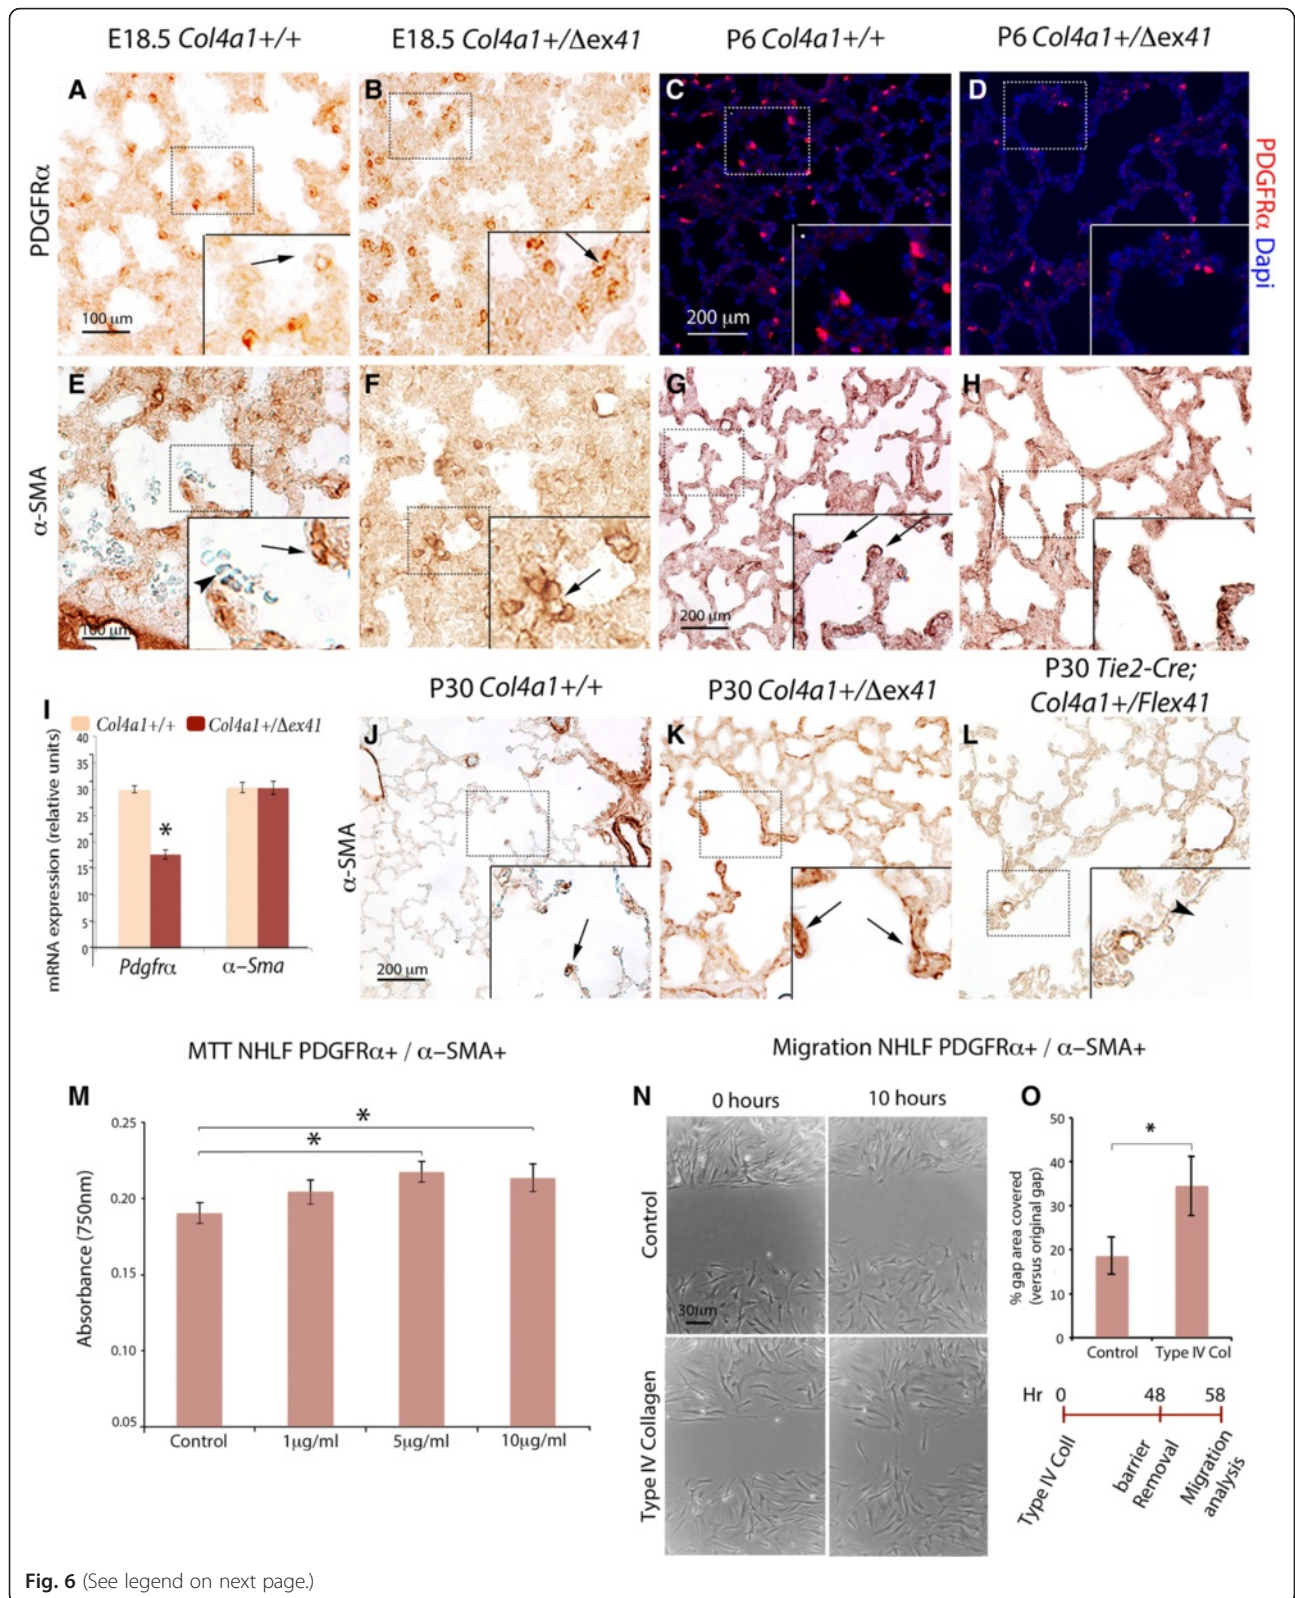 E18.5 Col4a1+/+
E18.5 Col4a1+/Δex41
P6 Col4a1+/+
P6 Col4a1+/Δex41
A
B
C
D
PDGFRα
100 µm
200 µm
PDGFRα Dapi
E
F
G
H
α-SMA
100 µm
200 µm
I
Col4a1+/+
Col4a1+/Δex41
mRNA expression (relative units)
40
35
30
25
20
15
10
5
0
*
Pdgfrα
α–Sma
P30 Col4a1+/+
P30 Col4a1+/Δex41
P30 Tie2-Cre;
Col4a1+/Flex41
J
K
L
α-SMA
200 µm
MTT NHLF PDGFRα+ / α–SMA+
M
Absorbance (750nm)
0.25
0.20
0.15
0.10
0.05
*
*
Control
1µg/ml
5µg/ml
10µg/ml
Migration NHLF PDGFRα+ / α–SMA+
N
0 hours
10 hours
Control
30µm
Type IV Collagen
O
% gap area covered
(versus original gap)
50
40
30
20
10
0
*
Control
Type IV Col
Hr
0
48
58
Type IV Coll
barrier
Removal
Migration
analysis
Fig. 6 (See legend on next page.)